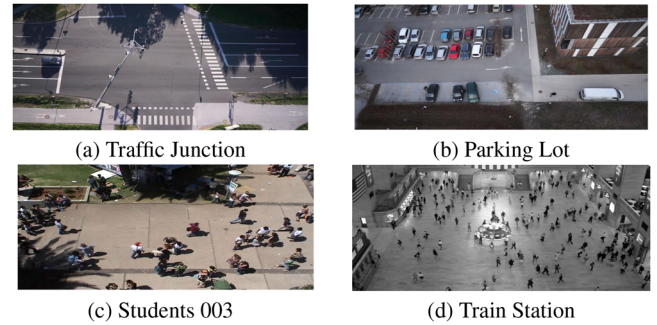 (a) Traffic Junction
(b) Parking Lot
(c) Students 003
(d) Train Station